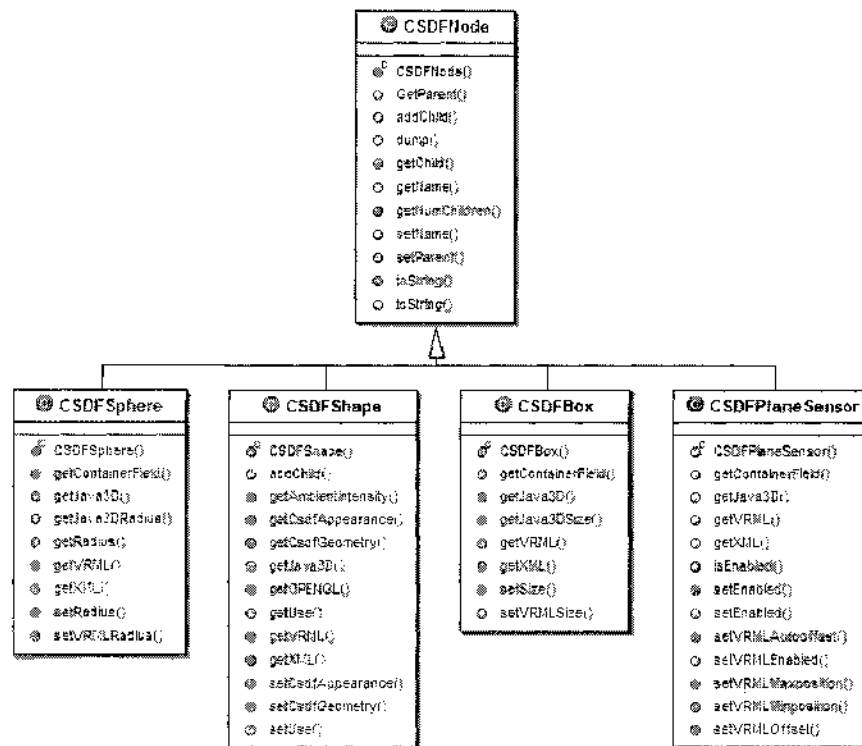 CSDFNode
CSDFNode()
GetParent()
addChild()
dump()
getChild()
getName()
getNumChildren()
setName()
setParent()
toString()
toString()
CSDFSphere
CSDFSphere()
getContainerField()
getJava3D()
getJava3DRadius()
getRadius()
getVRML()
getXML()
setRadius()
setVRMLRadius()
CSDFShape
CSDFShape()
addChild()
getAmbientIntensity()
getCsdfAppearance()
getCsdfGeometry()
getJava3D()
getOPENGL()
getUse()
getVRML()
getXML()
setCsdfAppearance()
setCsdfGeometry()
setUse()
CSDFBox
CSDFBox()
getContainerField()
getJava3D()
getJava3DSize()
getVRML()
getXML()
setSize()
setVRMLSize()
CSDFPlaneSensor
CSDFPlaneSensor()
getContainerField()
getJava3D()
getVRML()
getXML()
isEnabled()
setEnabled()
setEnabled()
setVRMLAutooffset()
setVRMLEnabled()
setVRMLMaxposition()
setVRMLMinposition()
setVRMLOffset()